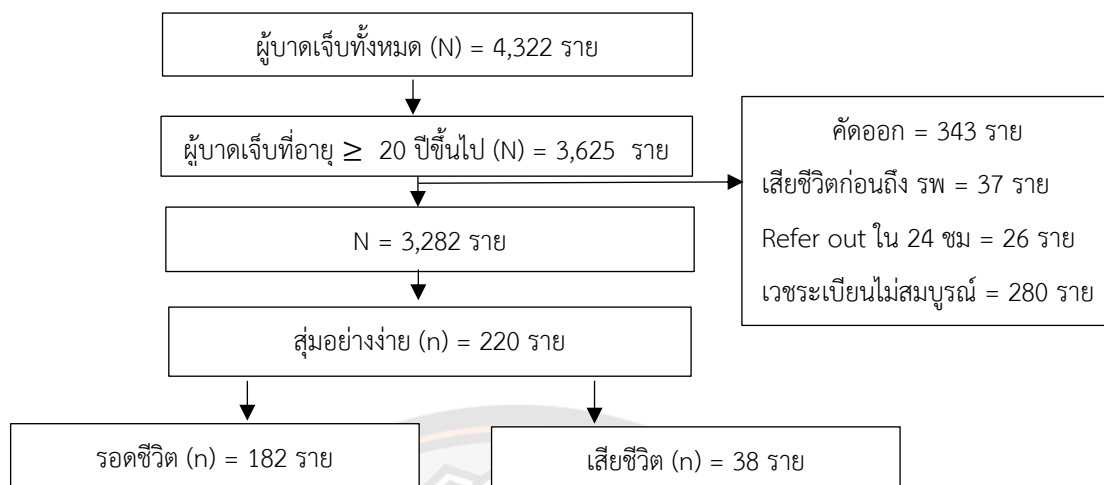 ผู้บาดเจ็บทั้งหมด (N) = 4,322 ราย
ผู้บาดเจ็บที่อายุ ≥ 20 ปีขึ้นไป (N) = 3,625 ราย
คัดออก = 343 ราย
เสียชีวิตก่อนถึง รพ = 37 ราย
Refer out ใน 24 ชม = 26 ราย
เวชระเบียนไม่สมบูรณ์ = 280 ราย
N = 3,282 ราย
สุ่มอย่างง่าย (n) = 220 ราย
รอดชีวิต (n) = 182 ราย
เสียชีวิต (n) = 38 ราย